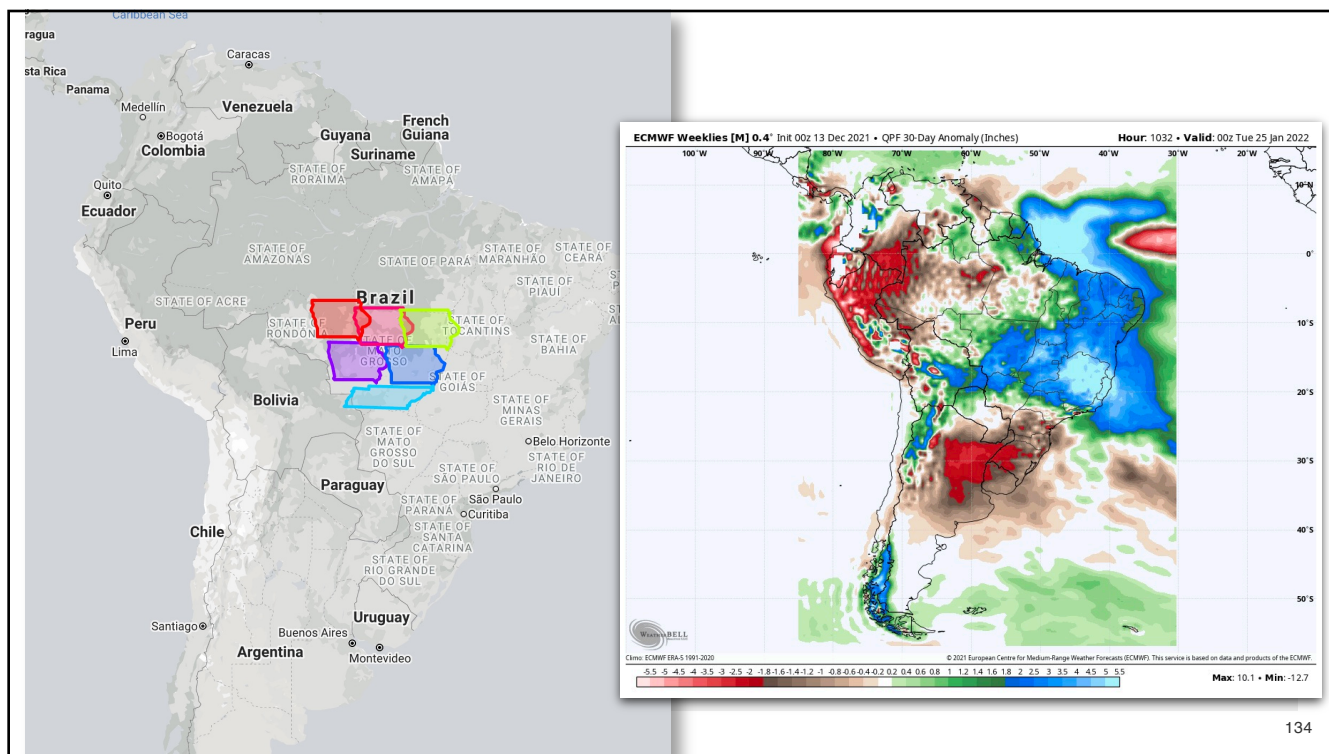 Caribbean Sea
ragua
sta Rica
Panama
Caracas
Medellín
Venezuela
Bogotá
Colombia
Guyana
French
Guiana
Suriname
STATE OF
RORAIMA
STATE OF
AMAPÁ
Quito
Ecuador
STATE OF
AMAZONAS
STATE OF PARÁ
STATE OF
MARANHÃO
STATE OF
CEARÁ
STATE OF
PIAUÍ
STATE OF ACRE
Brazil
STATE OF
RONDÔNIA
STATE OF
TOCANTINS
Peru
Lima
STATE OF
MATO
GROSSO
STATE OF
BAHIA
STATE OF
GOIÁS
Bolivia
STATE OF
MINAS
GERAIS
STATE OF
MATO
GROSSO
DO SUL
Belo Horizonte
STATE OF
RIO DE
JANEIRO
STATE OF
SÃO PAULO
Paraguay
São Paulo
STATE OF
PARANÁ
Curitiba
Chile
STATE OF
SANTA
CATARINA
STATE OF
RIO GRANDE
DO SUL
Uruguay
Santiago
Buenos Aires
Argentina
Montevideo
ECMWF Weeklies [M] 0.4° Init 00z 13 Dec 2021 • QPF 30-Day Anomaly (Inches) Hour: 1032 • Valid: 00z Tue 25 Jan 2022
100°W 90°W 80°W 70°W 60°W 50°W 40°W 30°W 20°W
10°N
0°
10°S
20°S
30°S
40°S
50°S
WEATHERBELL
Climo: ECMWF ERA-5 1991-2020 © 2021 European Centre for Medium-Range Weather Forecasts (ECMWF). This service is based on data and products of the ECMWF.
-5.5 -5 -4.5 -4 -3.5 -3 -2.5 -2 -1.8 -1.6 -1.4 -1.2 -1 -0.8 -0.6 -0.4 -0.2 0.2 0.4 0.6 0.8 1 1.2 1.4 1.6 1.8 2 2.5 3 3.5 4 4.5 5 5.5
Max: 10.1 • Min: -12.7
134